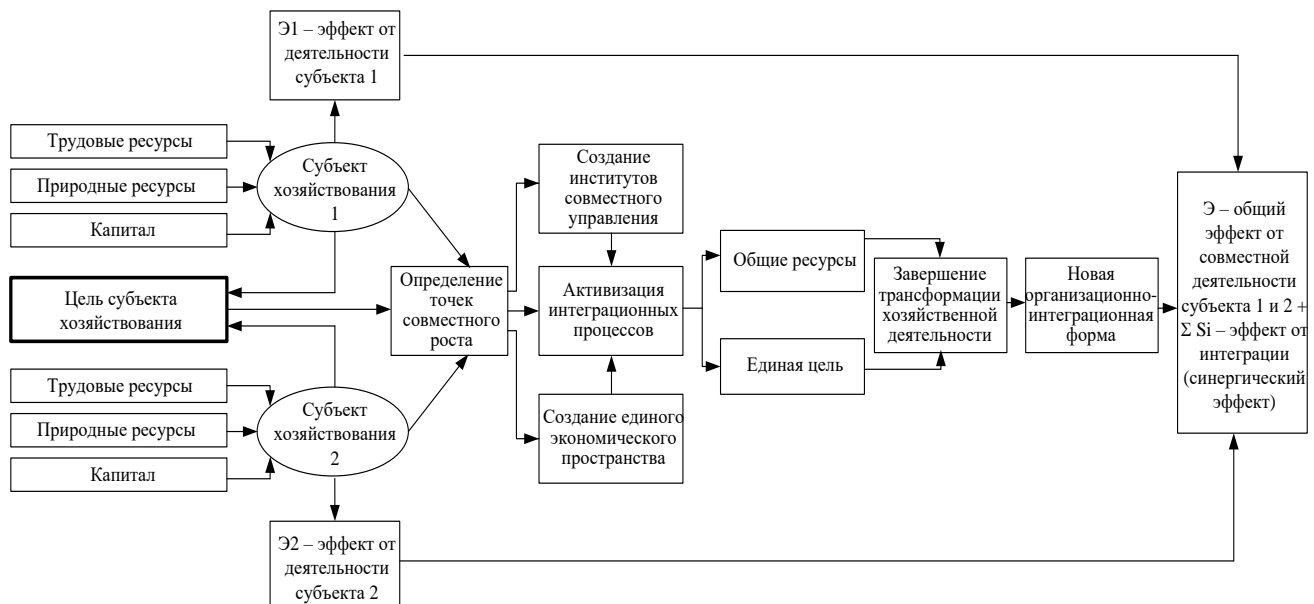 Э1 – эффект от
деятельности
субъекта 1
Трудовые ресурсы
Природные ресурсы
Капитал
Субъект
хозяйствования
1
Цель субъекта
хозяйствования
Трудовые ресурсы
Природные ресурсы
Капитал
Субъект
хозяйствования
2
Э2 – эффект от
деятельности
субъекта 2
Определение
точек
совместного
роста
Создание
институтов
совместного
управления
Активизация
интеграционных
процессов
Создание единого
экономического
пространства
Общие ресурсы
Единая цель
Завершение
трансформации
хозяйственной
деятельности
Новая
организационно-
интеграционная
форма
Э – общий
эффект от
совместной
деятельности
субъекта 1 и 2 +
Σ Si – эффект от
интеграции
(синергический
эффект)